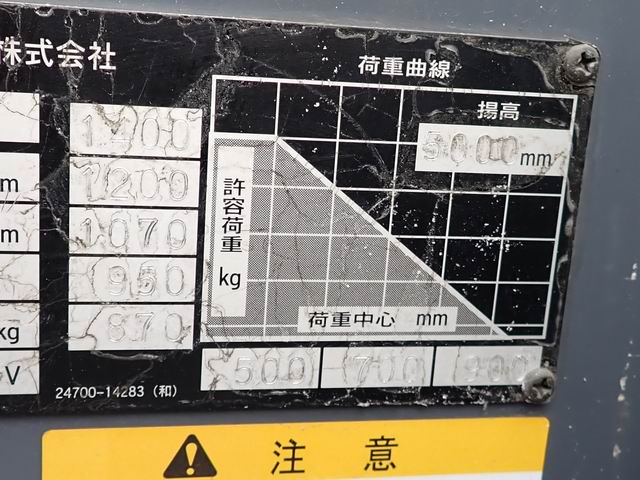 株式会社
荷重曲線
揚高
5000mm
1200
1070
950
870
許容荷重
kg
荷重中心 mm
m
m
kg
V
500
700
900
24700-14283(和)
注意